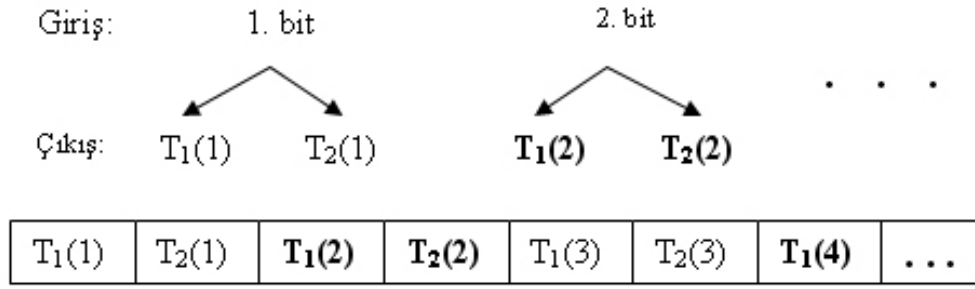 Giriş: 1. bit 2. bit
. . .
Çıkış: T₁(1) T₂(1) T₁(2) T₂(2)
T₁(1) T₂(1) T₁(2) T₂(2) T₁(3) T₂(3) T₁(4) ...